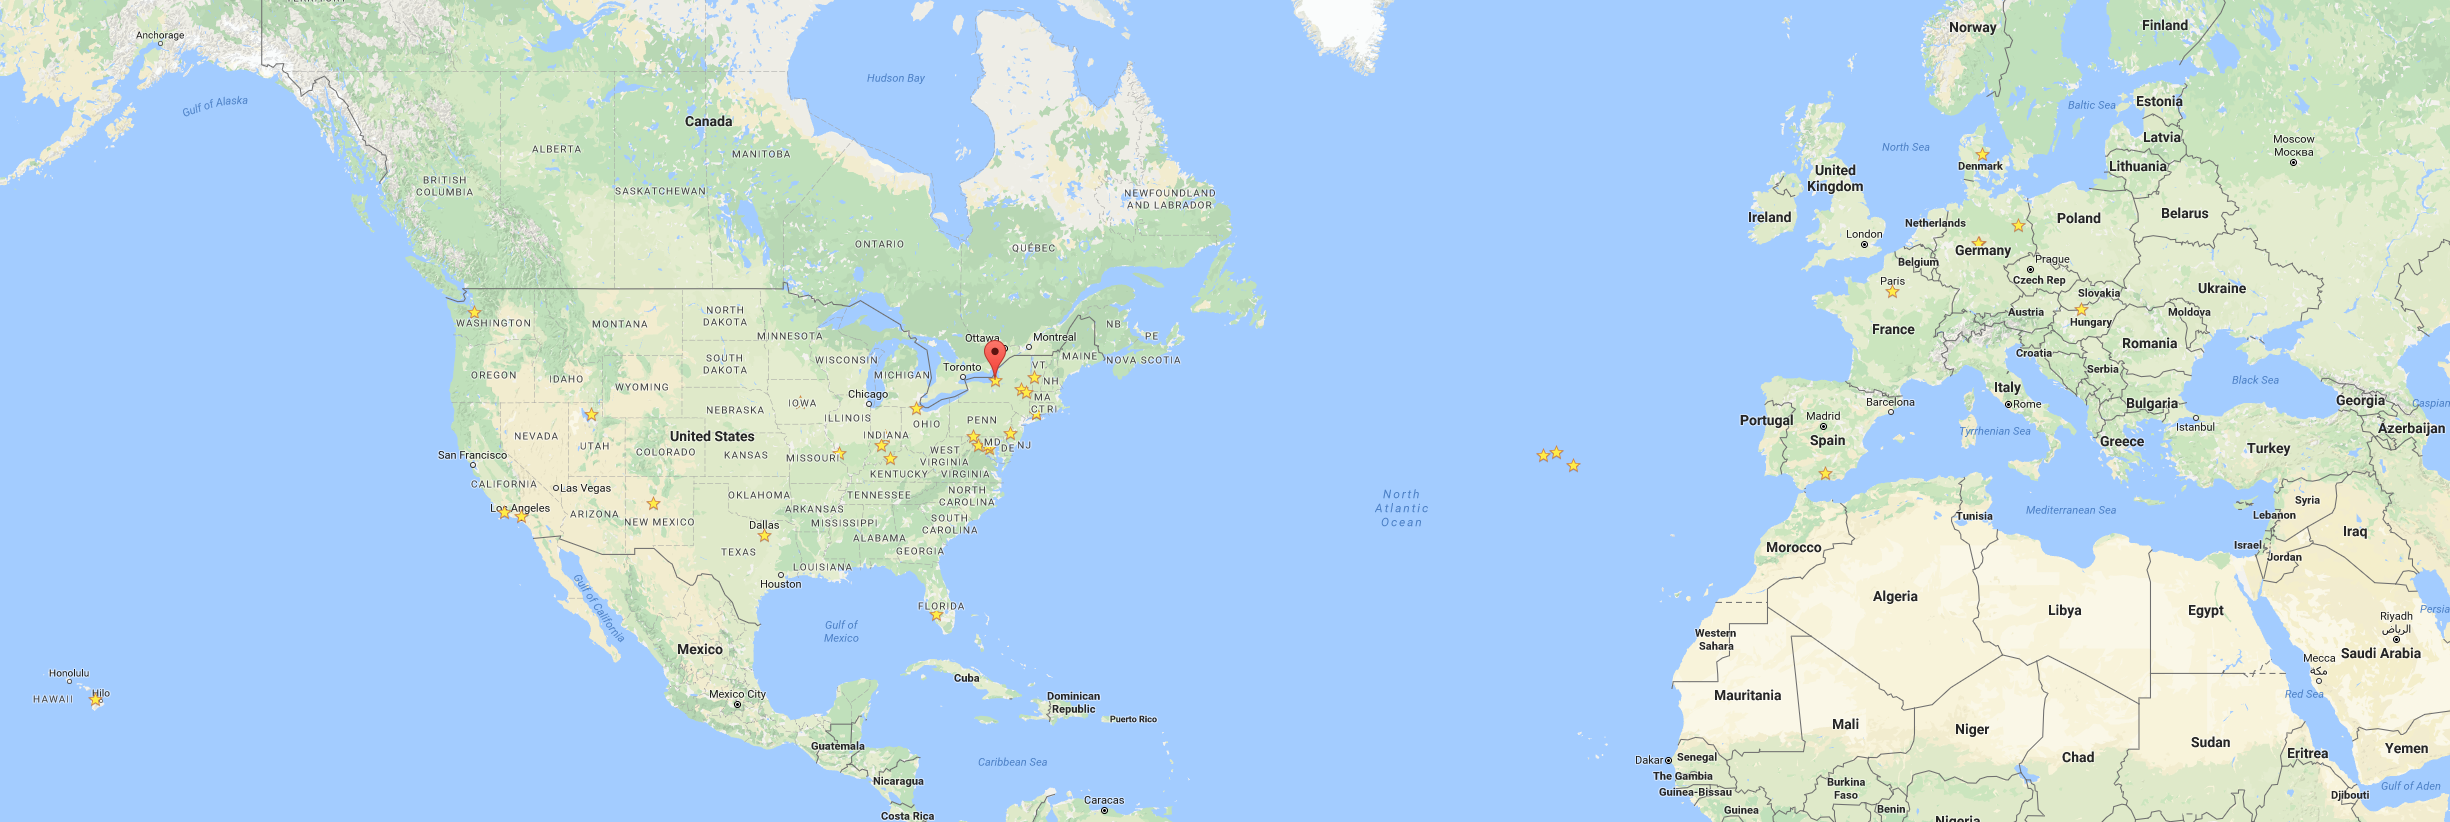 TERRITORY
Anchorage
Gulf of Alaska
Hudson Bay
Canada
ALBERTA
MANITOBA
BRITISH
COLUMBIA
SASKATCHEWAN
NEWFOUNDLAND
AND LABRADOR
ONTARIO
QUÉBEC
WASHINGTON
MONTANA
NORTH
DAKOTA
MINNESOTA
Ottawa
Montreal
NB
PE
NOVA SCOTIA
MAINE
OREGON
IDAHO
WYOMING
SOUTH
DAKOTA
WISCONSIN
MICHIGAN
Toronto
VT
NH
MA
CT
RI
Chicago
IOWA
NEBRASKA
ILLINOIS
INDIANA
OHIO
PENN
NEVADA
UTAH
COLORADO
United States
KANSAS
MISSOURI
WEST
VIRGINIA
MD
DE
NJ
KENTUCKY
VIRGINIA
San Francisco
CALIFORNIA
Las Vegas
Los Angeles
ARIZONA
NEW MEXICO
OKLAHOMA
ARKANSAS
TENNESSEE
NORTH
CAROLINA
SOUTH
CAROLINA
MISSISSIPPI
ALABAMA
GEORGIA
Dallas
TEXAS
LOUISIANA
Houston
FLORIDA
Gulf of California
Gulf of
Mexico
Mexico
Mexico City
Cuba
Dominican
Republic
Puerto Rico
Guatemala
Nicaragua
Costa Rica
Caribbean Sea
Caracas
Honolulu
HAWAII
Hilo
North
Atlantic
Ocean
Norway
Finland
Estonia
Latvia
Lithuania
Baltic Sea
North Sea
Denmark
Moscow
Москва
United
Kingdom
Ireland
London
Netherlands
Belgium
Germany
Poland
Belarus
Prague
Czech Rep
Slovakia
Ukraine
Paris
France
Austria
Hungary
Moldova
Romania
Croatia
Serbia
Italy
Rome
Bulgaria
Black Sea
Georgia
Caspian
Azerbaijan
Barcelona
Madrid
Portugal
Spain
Tyrrhenian Sea
Greece
Istanbul
Turkey
Syria
Lebanon
Iraq
Israel
Jordan
Mediterranean Sea
Tunisia
Morocco
Algeria
Libya
Egypt
Western
Sahara
Riyadh
الرياض
Persia
Mecca
مكة
Saudi Arabia
Red Sea
Mauritania
Mali
Niger
Chad
Sudan
Eritrea
Yemen
Gulf of Aden
Djibouti
Dakar
Senegal
The Gambia
Guinea-Bissau
Guinea
Burkina
Faso
Benin
Nigeria